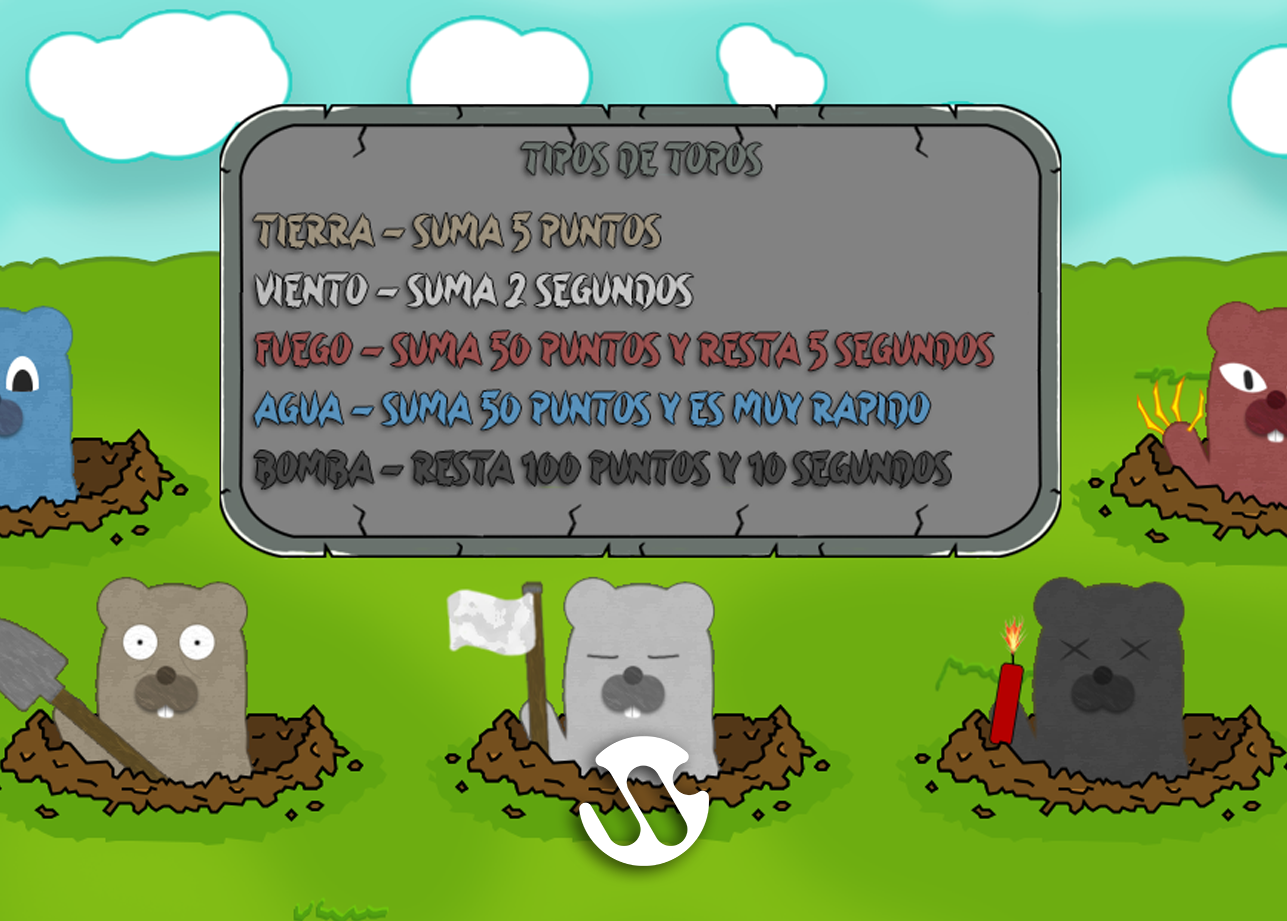 TIPOS DE TOPOS
TIERRA - SUMA 5 PUNTOS
VIENTO - SUMA 2 SEGUNDOS
FUEGO - SUMA 50 PUNTOS Y RESTA 5 SEGUNDOS
AGUA - SUMA 50 PUNTOS Y ES MUY RAPIDO
BOMBA - RESTA 100 PUNTOS Y 10 SEGUNDOS